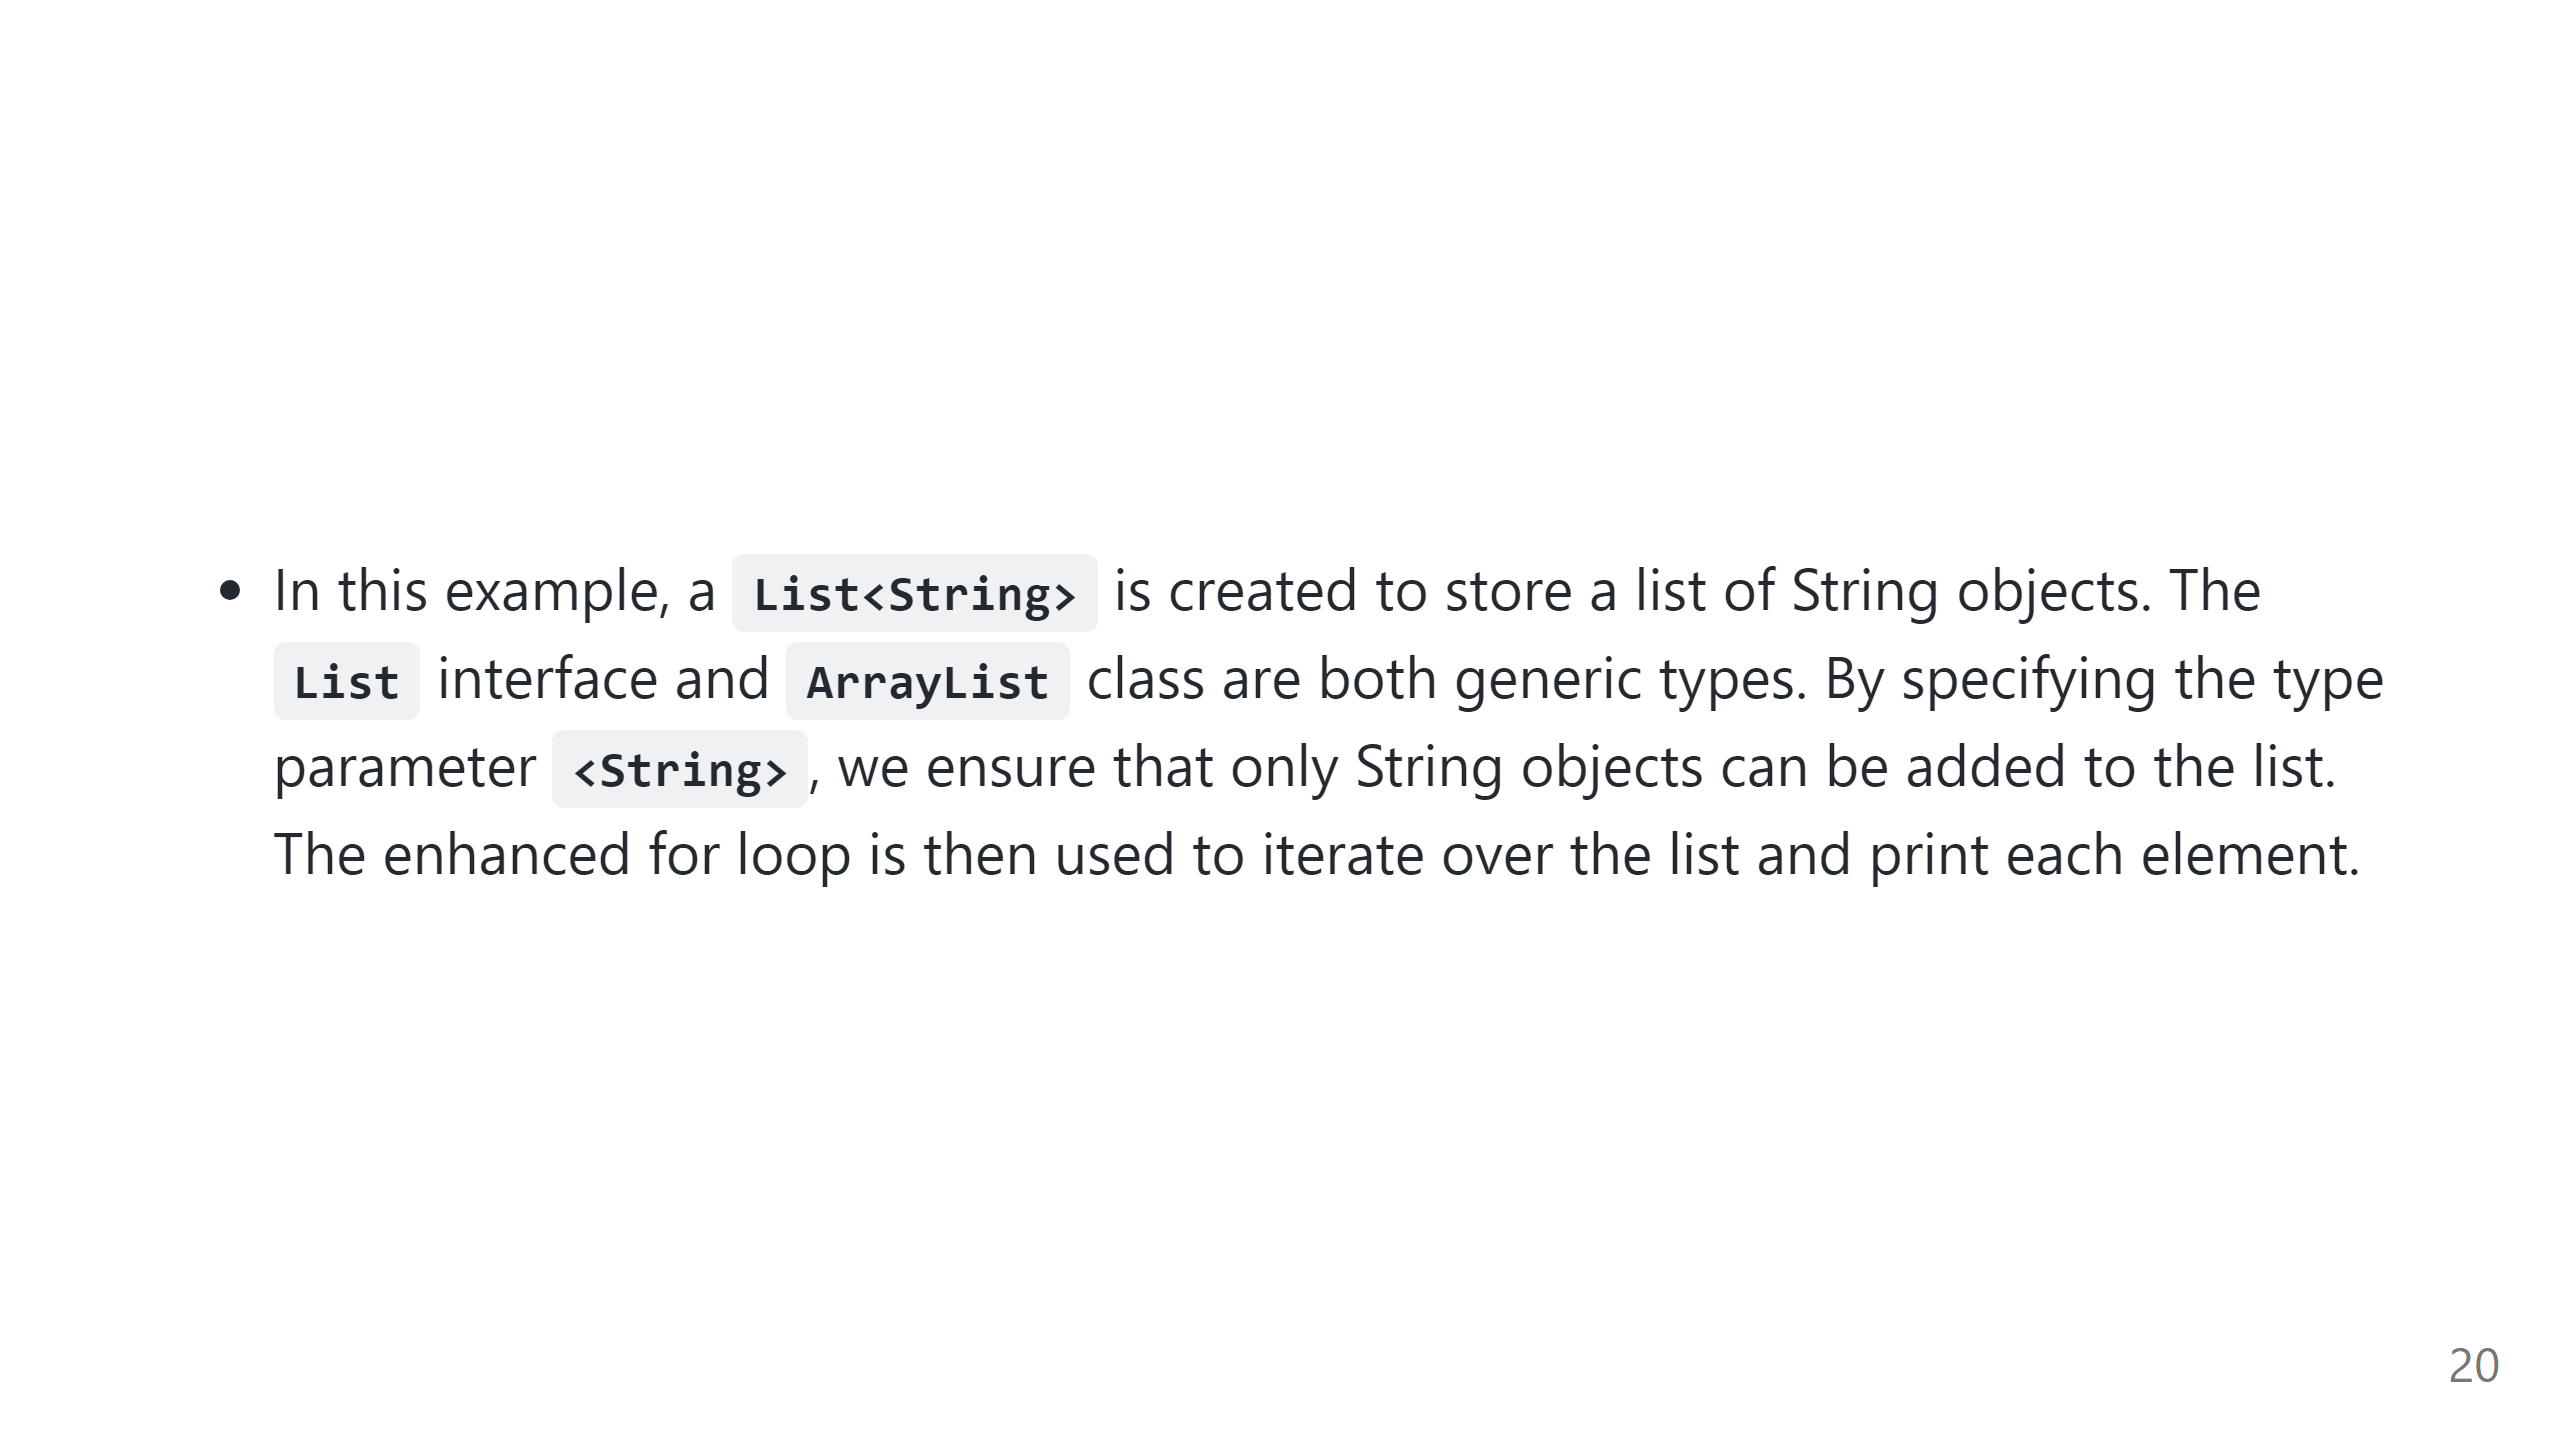 • In this example, a List<String> is created to store a list of String objects. The
List interface and ArrayList class are both generic types. By specifying the type
parameter <String>, we ensure that only String objects can be added to the list.
The enhanced for loop is then used to iterate over the list and print each element.
20